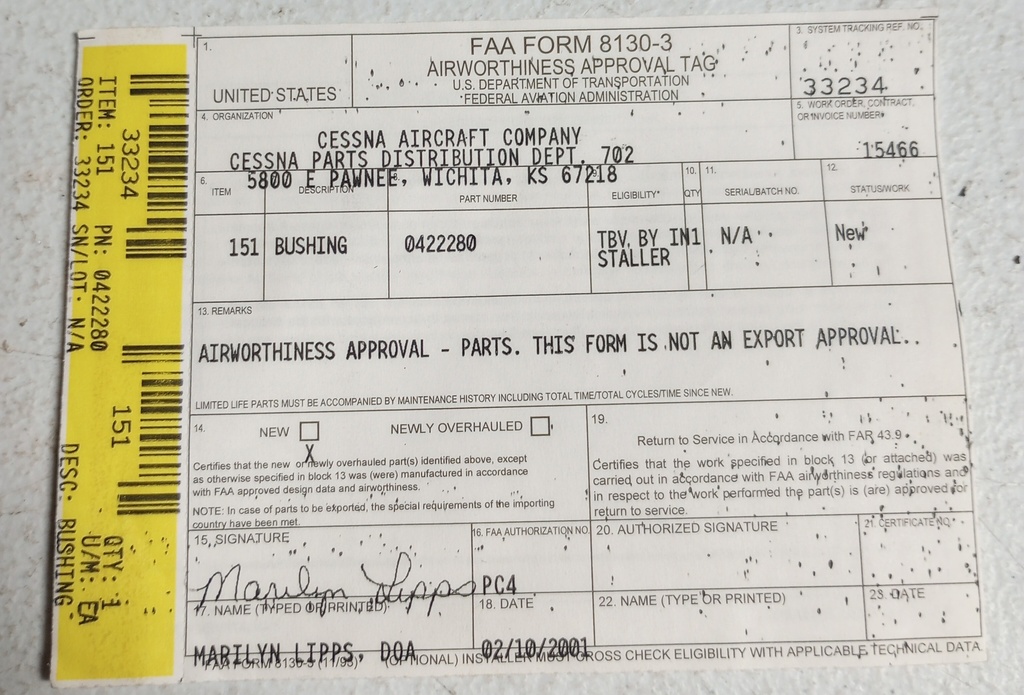 ITEM: 151 PN: 0422280 151 QTY: 1 U/M: EA
33234
ORDER: 33234 SN/LOT: N/A DESC: BUSHING
1.
UNITED STATES
FAA FORM 8130-3
AIRWORTHINESS APPROVAL TAG
U.S. DEPARTMENT OF TRANSPORTATION
FEDERAL AVIATION ADMINISTRATION
3. SYSTEM TRACKING REF. NO.
33234
4. ORGANIZATION
CESSNA AIRCRAFT COMPANY
CESSNA PARTS DISTRIBUTION DEPT. 702
5800 E PAWNEE, WICHITA, KS 67218
5. WORK ORDER, CONTRACT,
OR INVOICE NUMBER
15466
6. ITEM DESCRIPTION PART NUMBER ELIGIBILITY* 10. QTY 11. SERIAL/BATCH NO. 12. STATUS/WORK
151 BUSHING 0422280 TBV. BY IN1 N/A New
STALLER
13. REMARKS
AIRWORTHINESS APPROVAL - PARTS. THIS FORM IS NOT AN EXPORT APPROVAL..
LIMITED LIFE PARTS MUST BE ACCOMPANIED BY MAINTENANCE HISTORY INCLUDING TOTAL TIME/TOTAL CYCLES/TIME SINCE NEW.
14. NEW NEWLY OVERHAULED
X
Certifies that the new or newly overhauled part(s) identified above, except
as otherwise specified in block 13 was (were) manufactured in accordance
with FAA approved design data and airworthiness.
NOTE: In case of parts to be exported, the special requirements of the importing
country have been met.
19.
Return to Service in Accordance with FAR 43.9
Certifies that the work specified in block 13 (or attached) was
carried out in accordance with FAA airworthiness regulations and
in respect to the work performed the part(s) is (are) approved for
return to service.
15. SIGNATURE
Marilyn Lipps
16. FAA AUTHORIZATION NO.
PC4
20. AUTHORIZED SIGNATURE
21. CERTIFICATE NO.
17. NAME (TYPED OR PRINTED)
MARILYN LIPPS, DOA
18. DATE
02/10/2001
22. NAME (TYPE OR PRINTED)
23. DATE
FAA FORM 8130-3 (OPTIONAL) INSTALLER MUST CROSS CHECK ELIGIBILITY WITH APPLICABLE TECHNICAL DATA